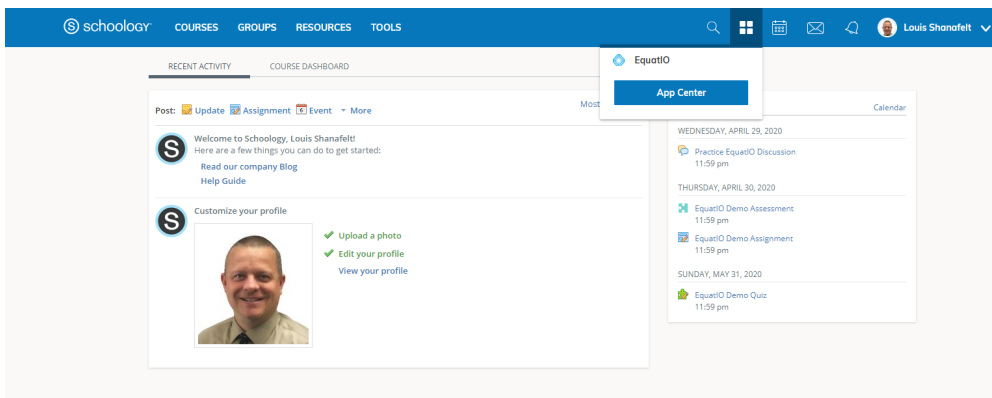 schoology COURSES GROUPS RESOURCES TOOLS Louis Shanafelt
RECENT ACTIVITY COURSE DASHBOARD
EquatIO
App Center
Post: Update Assignment Event More
Most
Calendar
Welcome to Schoology, Louis Shanafelt!
Here are a few things you can do to get started:
Read our company Blog
Help Guide
Customize your profile
Upload a photo
Edit your profile
View your profile
WEDNESDAY, APRIL 29, 2020
Practice EquatIO Discussion
11:59 pm
THURSDAY, APRIL 30, 2020
EquatIO Demo Assessment
11:59 pm
EquatIO Demo Assignment
11:59 pm
SUNDAY, MAY 31, 2020
EquatIO Demo Quiz
11:59 pm